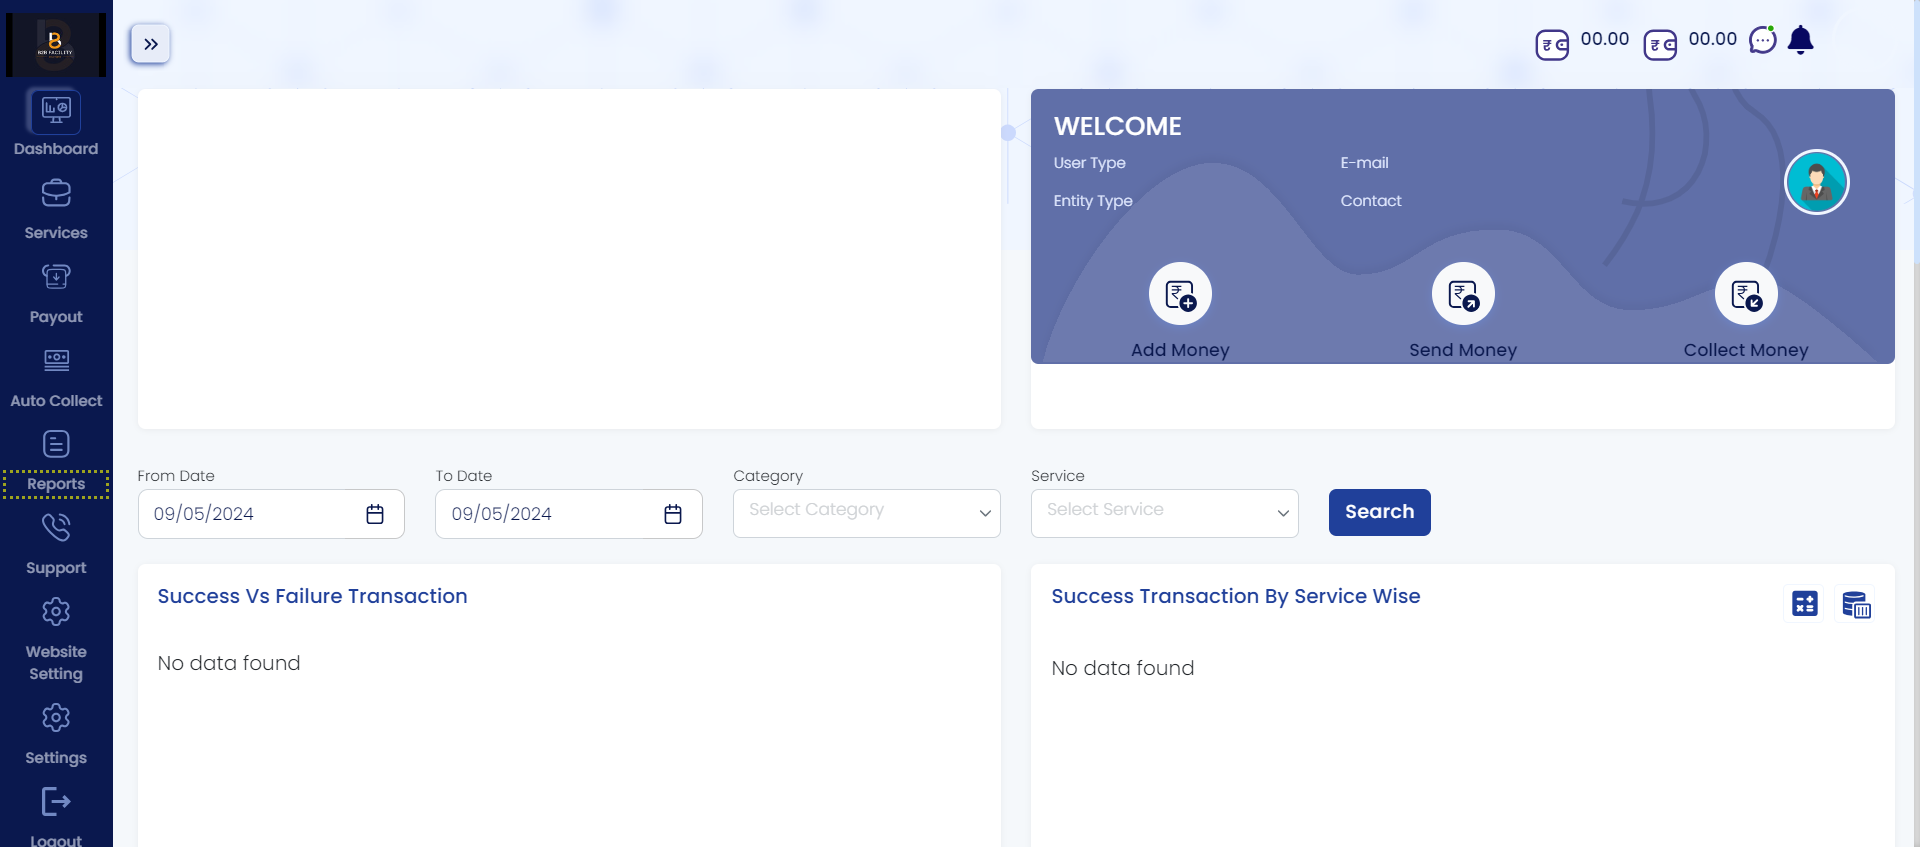 B2B FACILITY
00.00
00.00
Dashboard
Services
Payout
Auto Collect
Reports
Support
Website
Setting
Settings
Logout
WELCOME
User Type
E-mail
Entity Type
Contact
Add Money
Send Money
Collect Money
From Date
To Date
Category
Service
09/05/2024
09/05/2024
Select Category
Select Service
Search
Success Vs Failure Transaction
No data found
Success Transaction By Service Wise
No data found